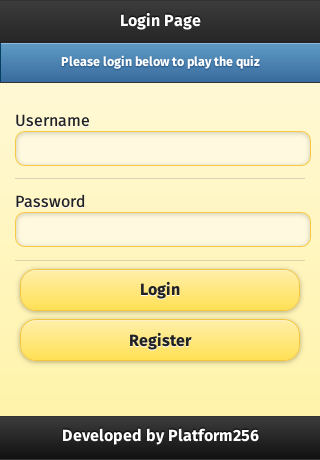 Login Page
Please login below to play the quiz
Username
Password
Login
Register
Developed by Platform256